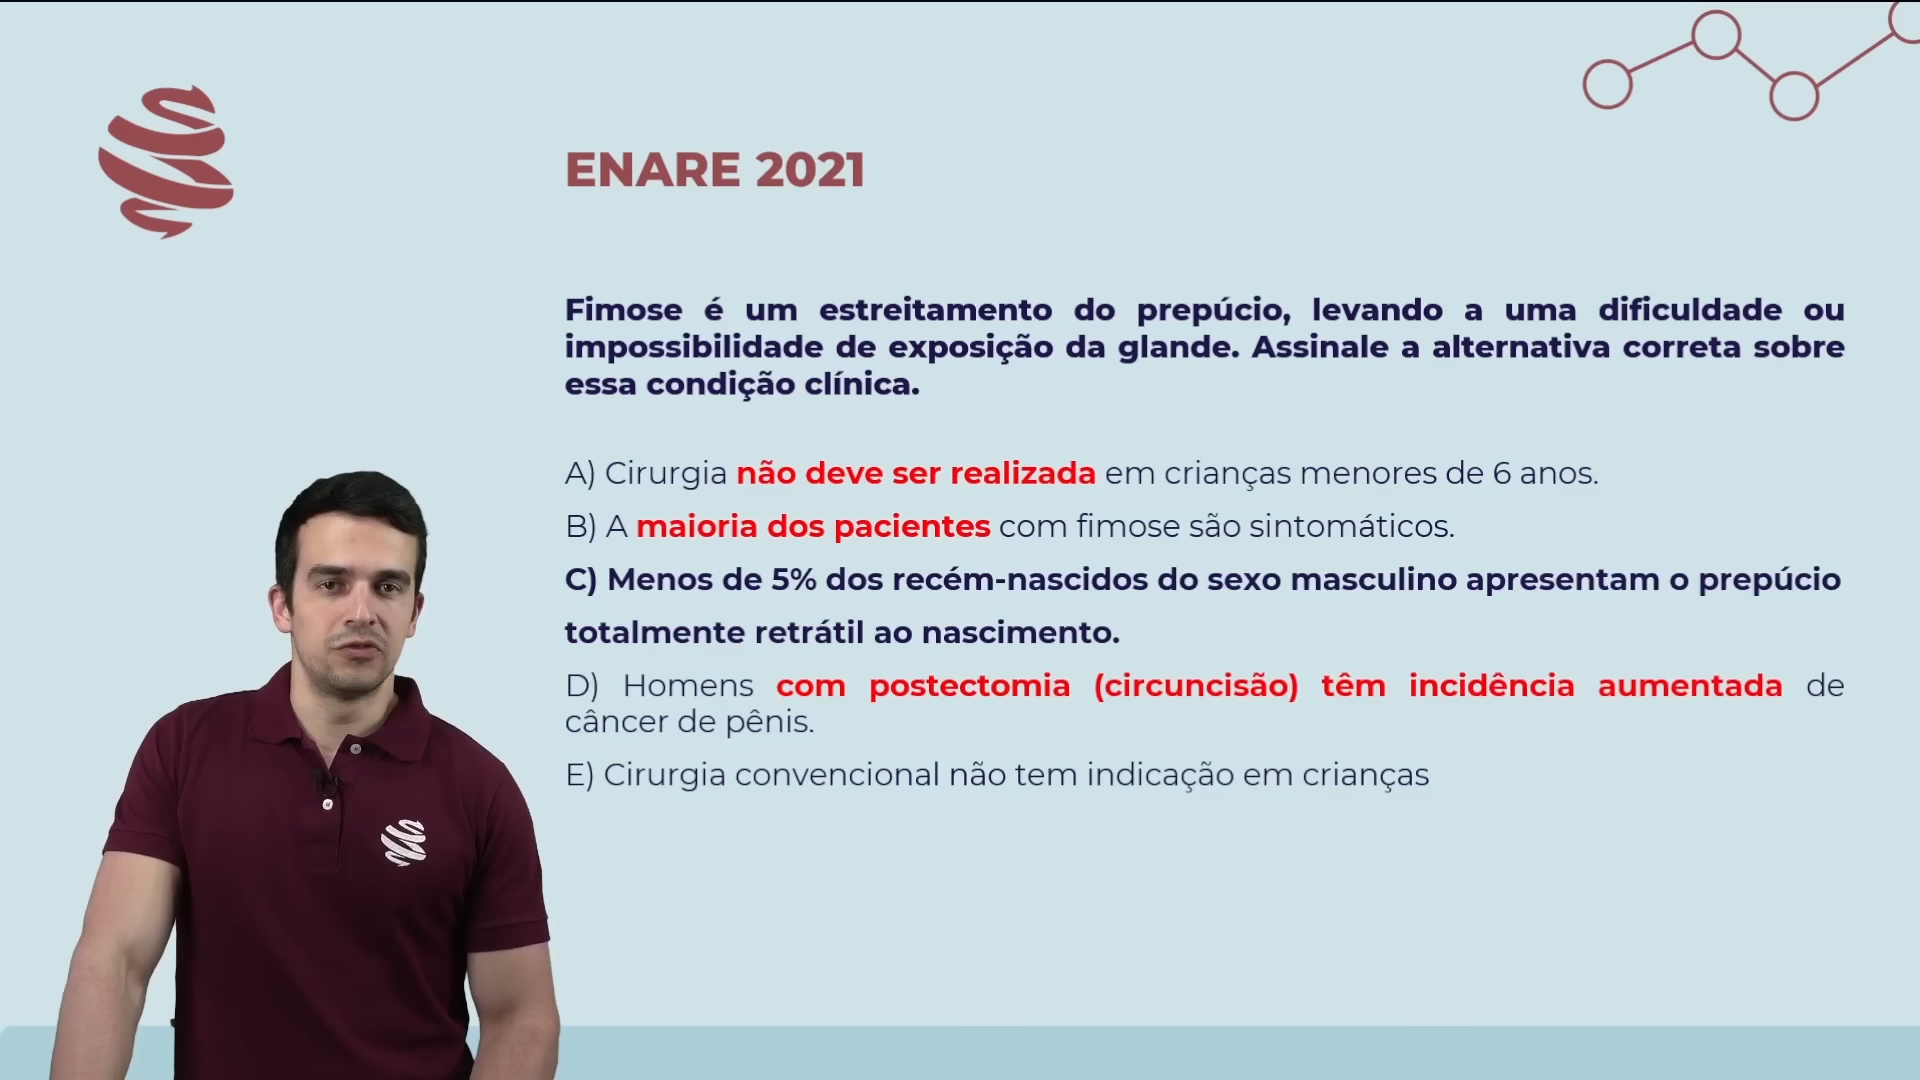 ENARE 2021
Fimose é um estreitamento do prepúcio, levando a uma dificuldade ou
impossibilidade de exposição da glande. Assinale a alternativa correta sobre
essa condição clínica.
A) Cirurgia não deve ser realizada em crianças menores de 6 anos.
B) A maioria dos pacientes com fimose são sintomáticos.
C) Menos de 5% dos recém-nascidos do sexo masculino apresentam o prepúcio
totalmente retrátil ao nascimento.
D) Homens com postectomia (circuncisão) têm incidência aumentada de
câncer de pênis.
E) Cirurgia convencional não tem indicação em crianças